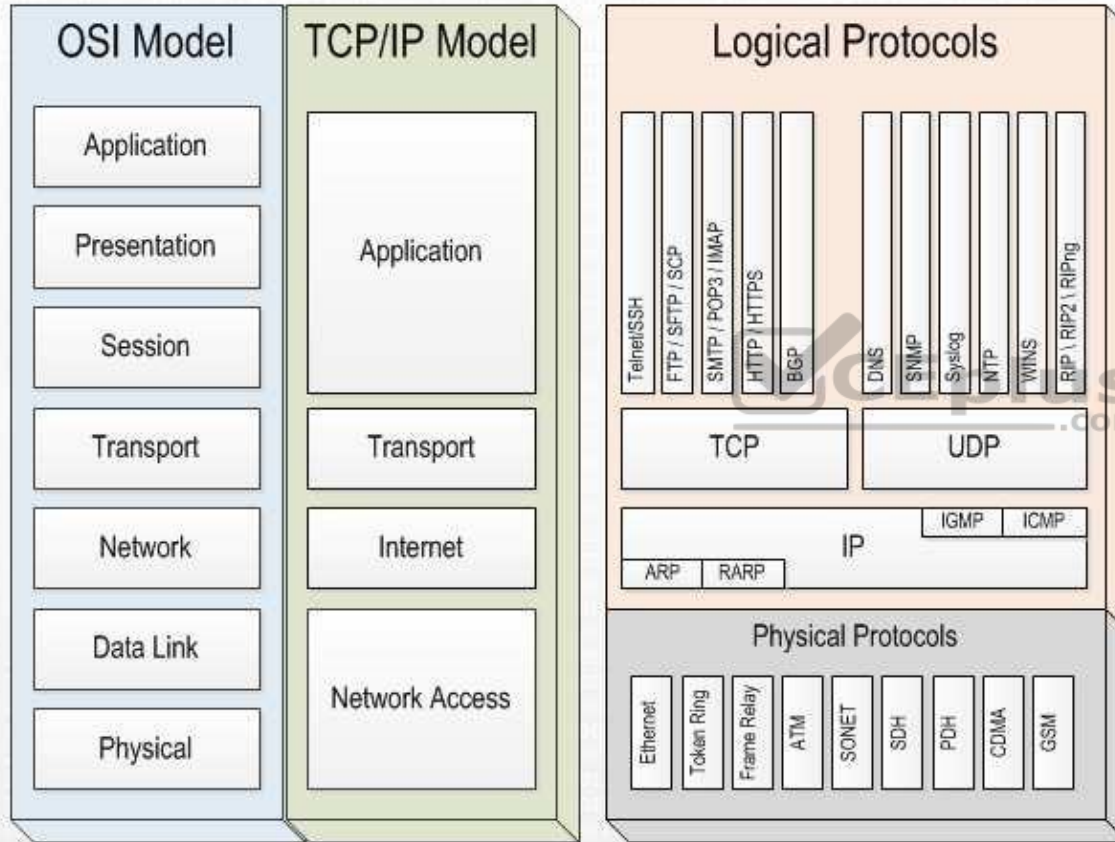 OSI Model
Application
Presentation
Session
Transport
Network
Data Link
Physical
TCP/IP Model
Application
Transport
Internet
Network Access
Logical Protocols
Telnet/SSH
FTP / SFTP / SCP
SMTP / POP3 / IMAP
HTTP / HTTPS
BGP
DNS
SNMP
Syslog
NTP
WINS
RIP \ RIP2 \ RIPng
CEplus
.com
TCP
UDP
IP
IGMP
ICMP
ARP
RARP
Physical Protocols
Ethernet
Token Ring
Frame Relay
ATM
SONET
SDH
PDH
CDMA
GSM